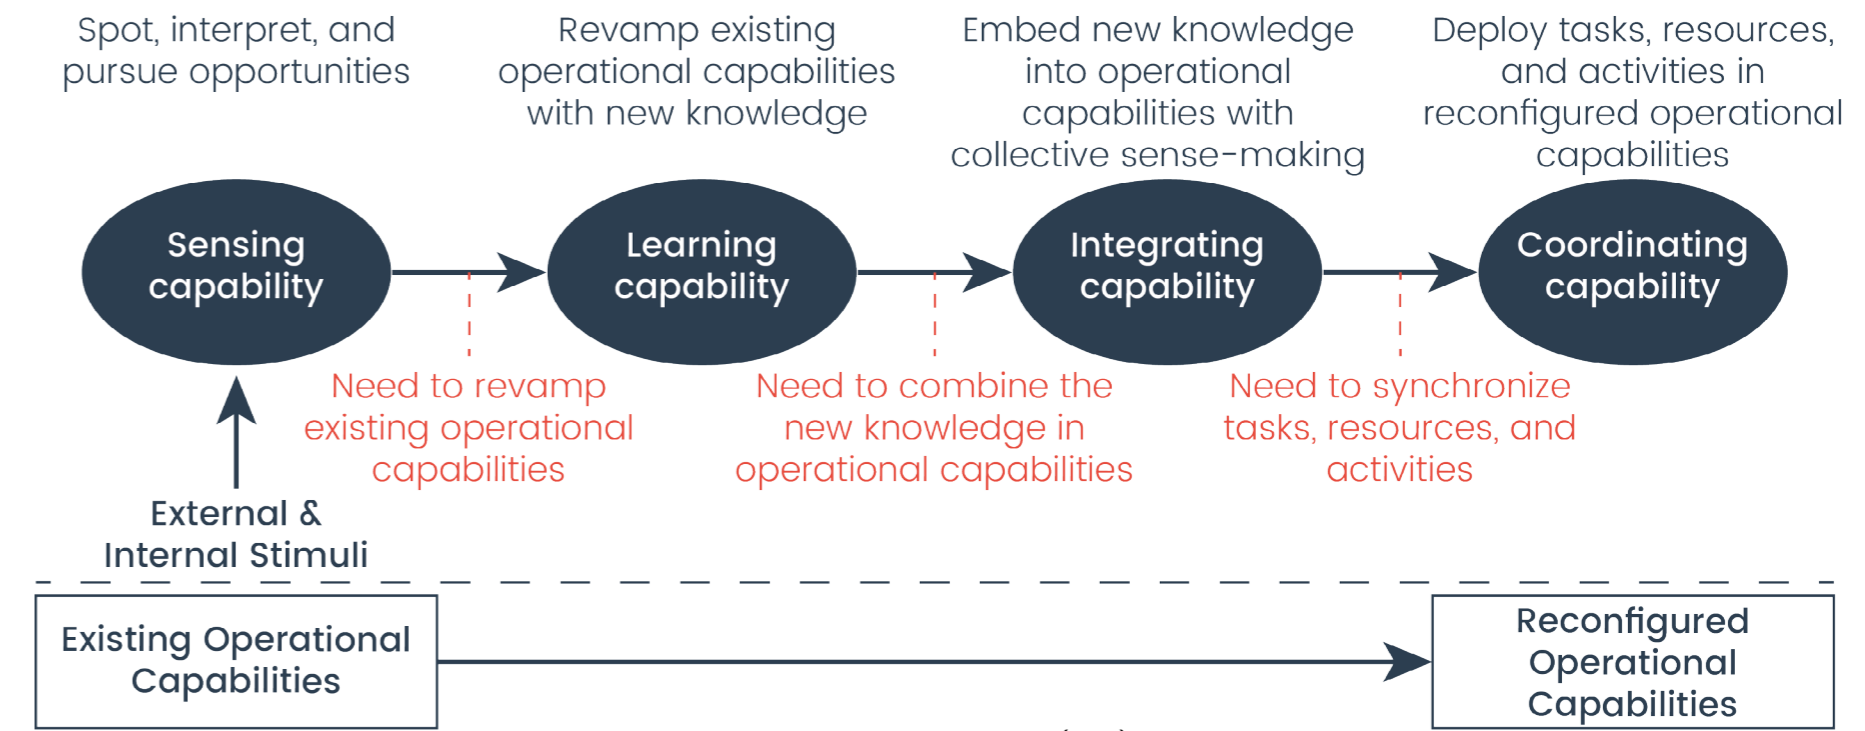 Spot, interpret, and
pursue opportunities
Revamp existing
operational capabilities
with new knowledge
Embed new knowledge
into operational
capabilities with
collective sense-making
Deploy tasks, resources,
and activities in
reconfigured operational
capabilities
Sensing
capability
Learning
capability
Integrating
capability
Coordinating
capability
Need to revamp
existing operational
capabilities
Need to combine the
new knowledge in
operational capabilities
Need to synchronize
tasks, resources, and
activities
External &
Internal Stimuli
Existing Operational
Capabilities
Reconfigured
Operational
Capabilities